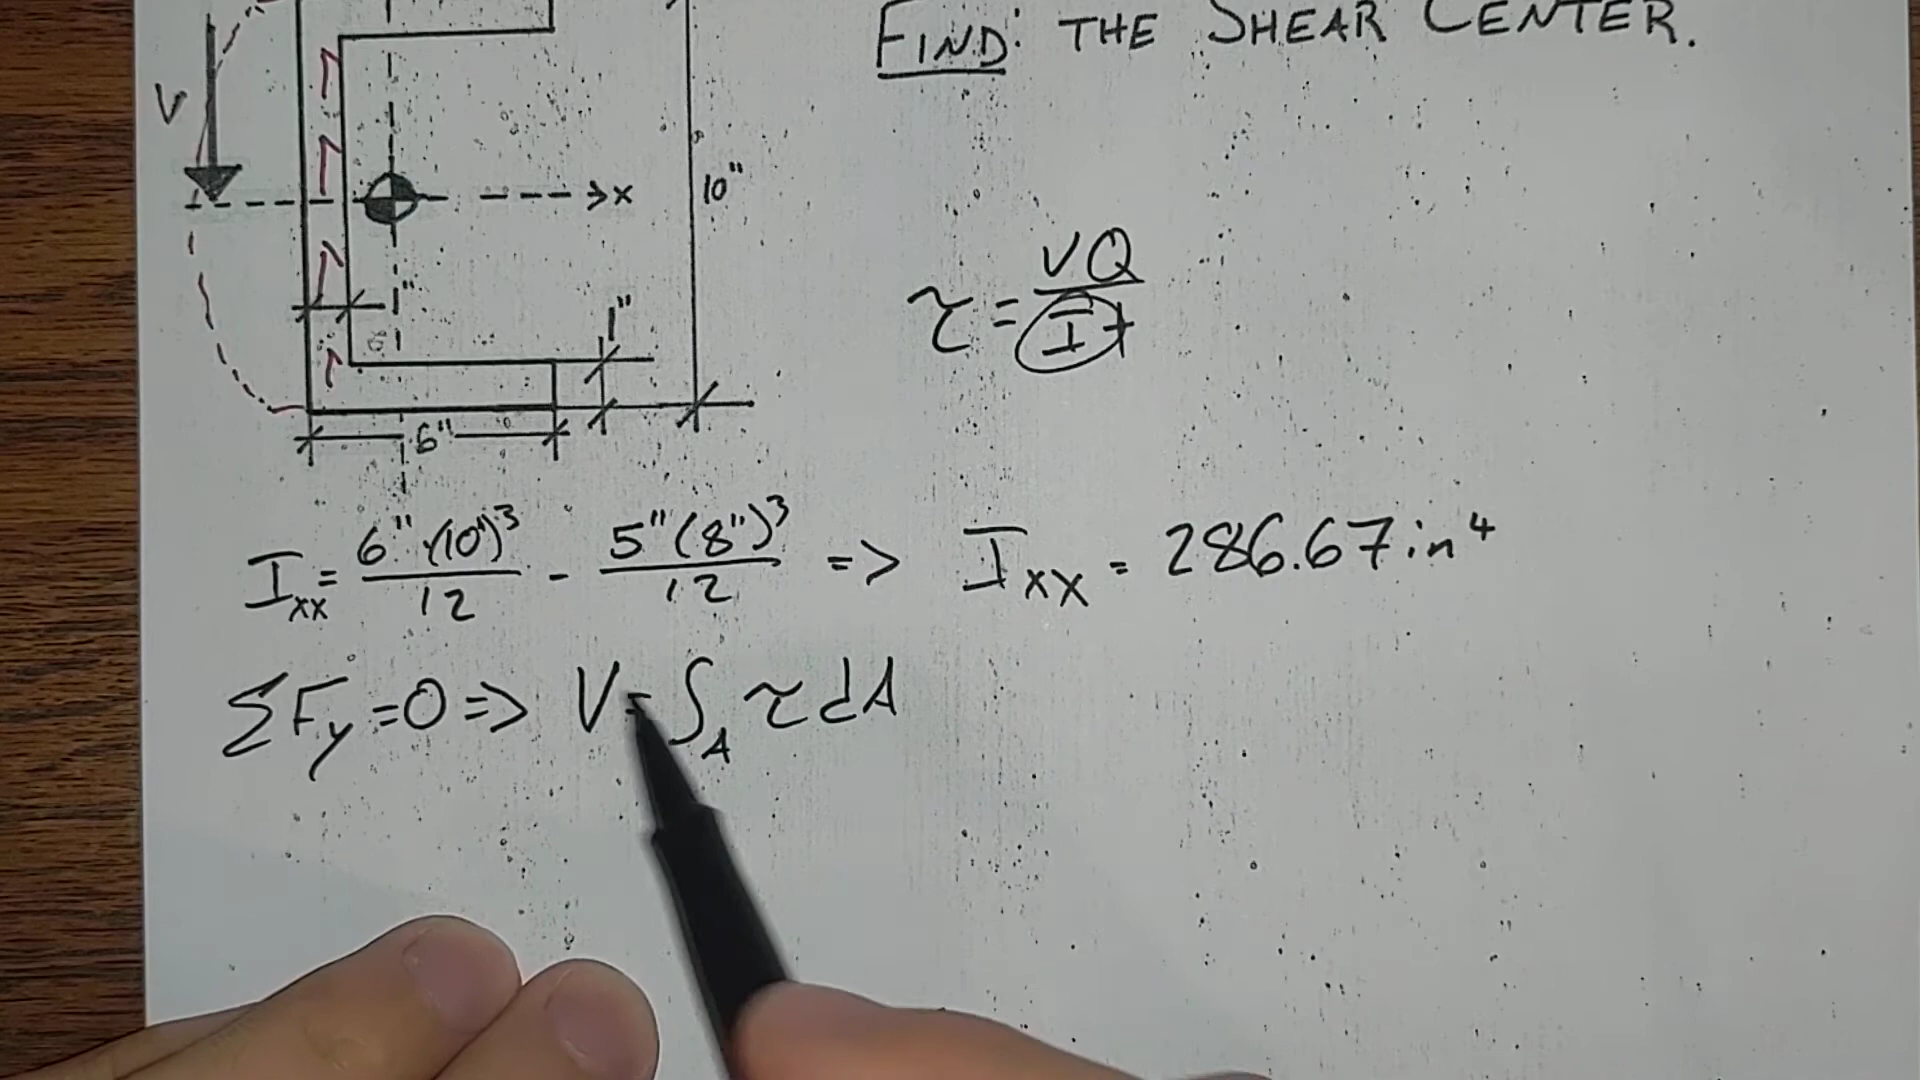 FIND: THE SHEAR CENTER.
V
x
10"
τ = VQ / It
1"
1"
6"
Ixx = 6"·(10")³ / 12 - 5"(8")³ / 12 => Ixx = 286.67 in⁴
ΣFy = 0 => V = ∫A τ dA